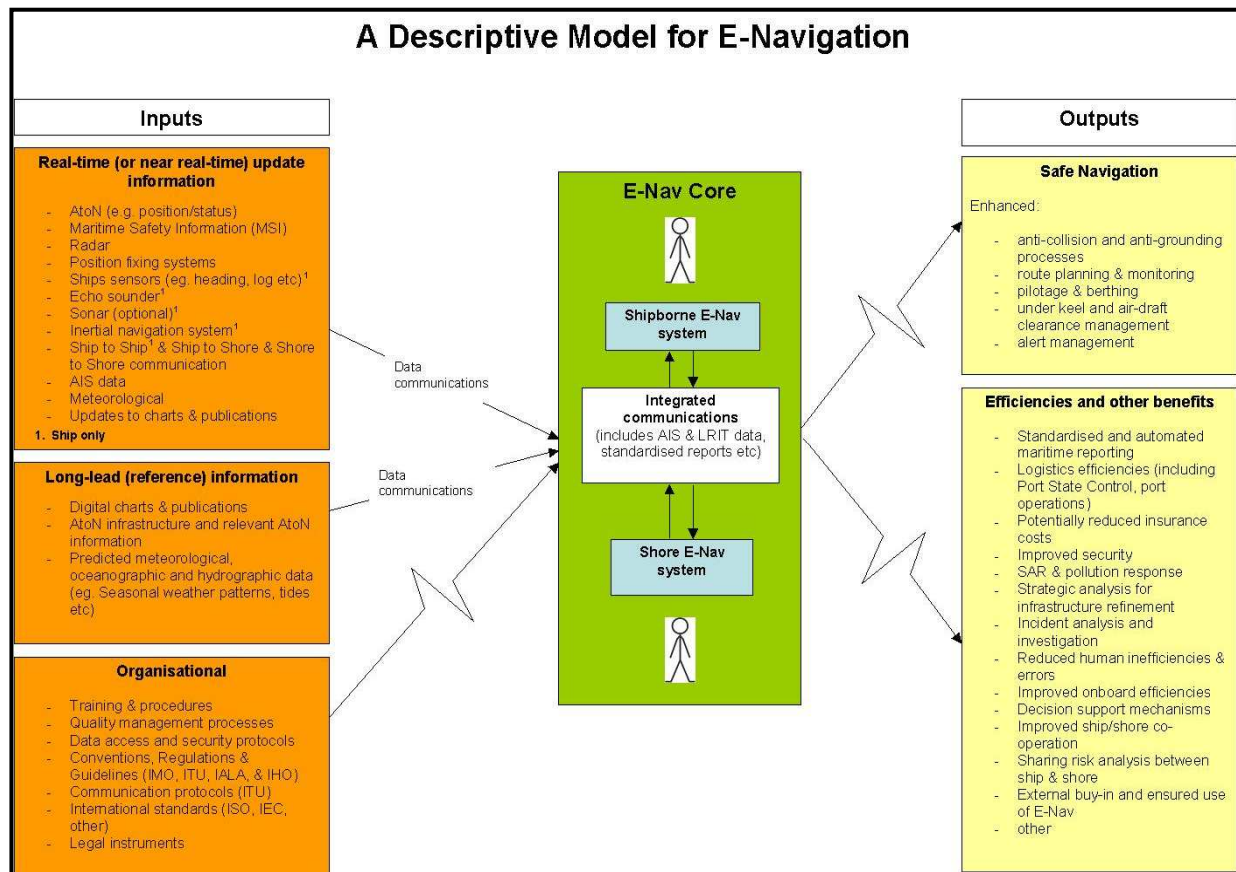 A Descriptive Model for E-Navigation
Inputs
Real-time (or near real-time) update
information
- AtoN (e.g. position/status)
- Maritime Safety Information (MSI)
- Radar
- Position fixing systems
- Ships sensors (eg. heading, log etc)¹
- Echo sounder¹
- Sonar (optional)¹
- Inertial navigation system¹
- Ship to Ship¹ & Ship to Shore & Shore
to Shore communication
- AIS data
- Meteorological
- Updates to charts & publications
1. Ship only
Long-lead (reference) information
- Digital charts & publications
- AtoN infrastructure and relevant AtoN
information
- Predicted meteorological,
oceanographic and hydrographic data
(eg. Seasonal weather patterns, tides
etc)
Organisational
- Training & procedures
- Quality management processes
- Data access and security protocols
- Conventions, Regulations &
Guidelines (IMO, ITU, IALA, & IHO)
- Communication protocols (ITU)
- International standards (ISO, IEC,
other)
- Legal instruments
Data
communications
Data
communications
E-Nav Core
Shipborne E-Nav
system
Integrated
communications
(includes AIS & LRIT data,
standardised reports etc)
Shore E-Nav
system
Outputs
Safe Navigation
Enhanced:
- anti-collision and anti-grounding
processes
- route planning & monitoring
- pilotage & berthing
- under keel and air-draft
clearance management
- alert management
Efficiencies and other benefits
- Standardised and automated
maritime reporting
- Logistics efficiencies (including
Port State Control, port
operations)
- Potentially reduced insurance
costs
- Improved security
- SAR & pollution response
- Strategic analysis for
infrastructure refinement
- Incident analysis and
investigation
- Reduced human inefficiencies &
errors
- Improved onboard efficiencies
- Decision support mechanisms
- Improved ship/shore co-
operation
- Sharing risk analysis between
ship & shore
- External buy-in and ensured use
of E-Nav
- other